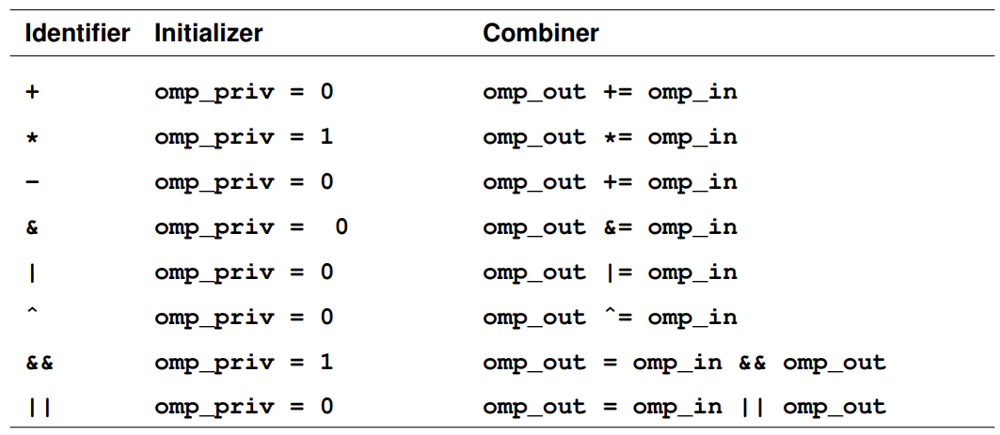 Identifier Initializer Combiner
+ omp_priv = 0 omp_out += omp_in
* omp_priv = 1 omp_out *= omp_in
- omp_priv = 0 omp_out += omp_in
& omp_priv =  0 omp_out &= omp_in
| omp_priv = 0 omp_out |= omp_in
^ omp_priv = 0 omp_out ^= omp_in
&& omp_priv = 1 omp_out = omp_in && omp_out
|| omp_priv = 0 omp_out = omp_in || omp_out